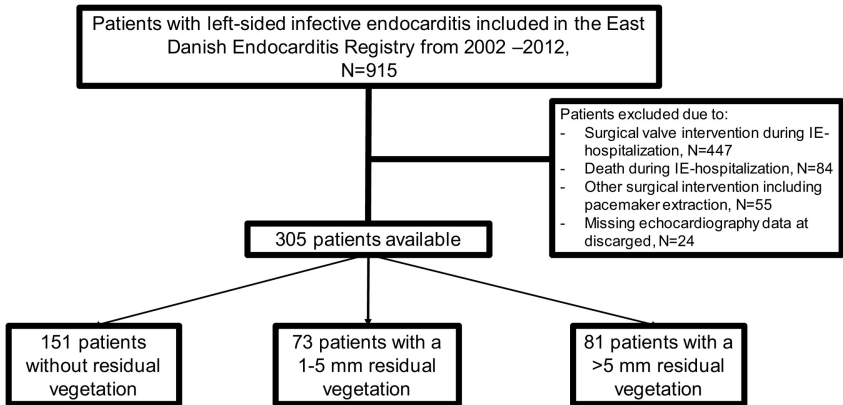 Patients with left-sided infective endocarditis included in the East
Danish Endocarditis Registry from 2002 –2012,
N=915
Patients excluded due to:
- Surgical valve intervention during IE-
hospitalization, N=447
- Death during IE-hospitalization, N=84
- Other surgical intervention including
pacemaker extraction, N=55
- Missing echocardiography data at
discharged, N=24
305 patients available
151 patients
without residual
vegetation
73 patients with a
1-5 mm residual
vegetation
81 patients with a
>5 mm residual
vegetation